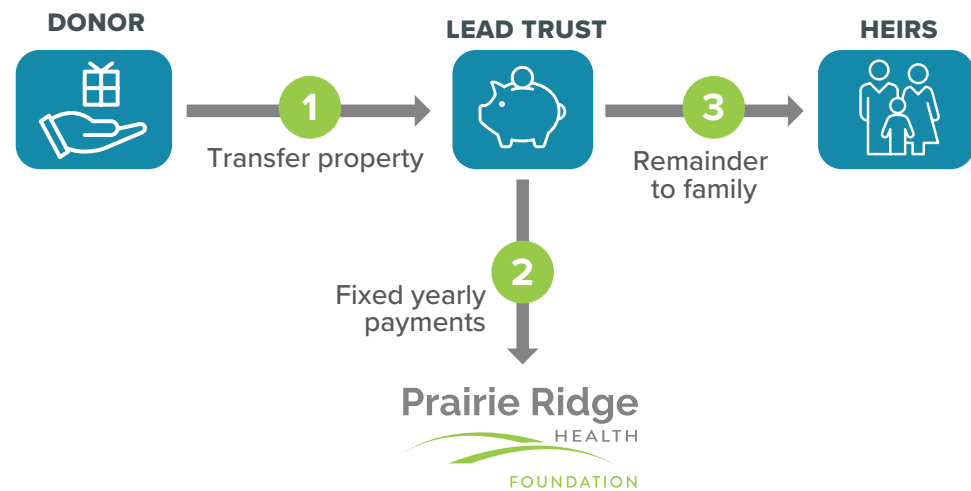 DONOR
LEAD TRUST
HEIRS
1
Transfer property
3
Remainder
to family
2
Fixed yearly
payments
Prairie Ridge
HEALTH
FOUNDATION